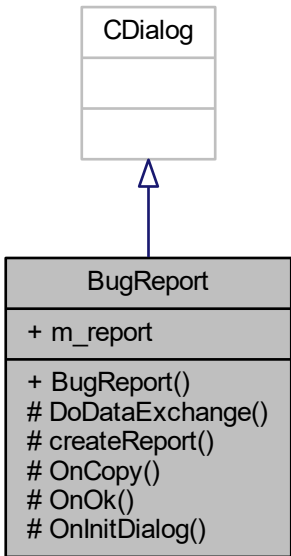 CDialog
BugReport
+ m_report
+ BugReport()
# DoDataExchange()
# createReport()
# OnCopy()
# OnOk()
# OnInitDialog()